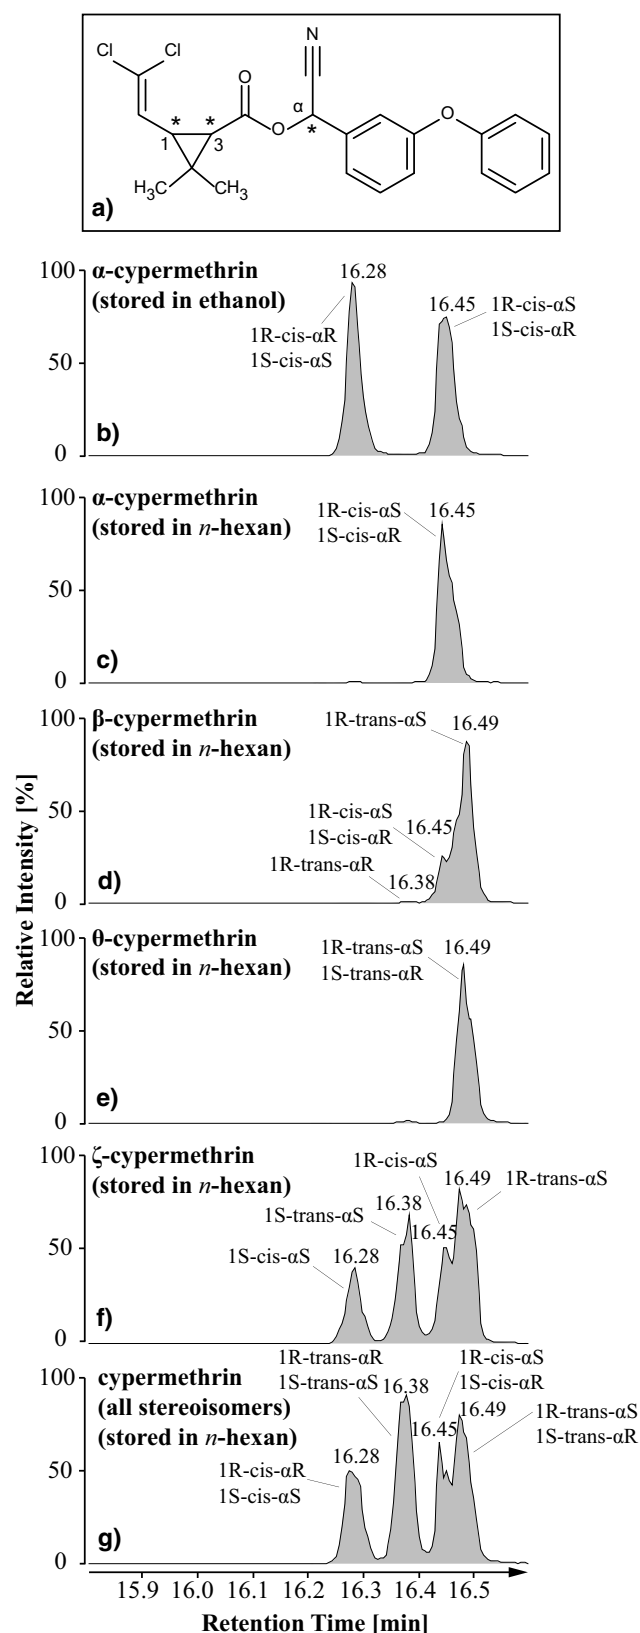 Cl
Cl
N
O
α
*
*
*
O
O
1
3
H₃C
CH₃
a)
100
50
0
α-cypermethrin
(stored in ethanol)
16.28
1R-cis-αR
1S-cis-αS
16.45
1R-cis-αS
1S-cis-αR
b)
100
50
0
α-cypermethrin
(stored in n-hexan)
1R-cis-αS
1S-cis-αR
16.45
c)
100
50
0
β-cypermethrin
(stored in n-hexan)
1R-trans-αS
16.49
1R-cis-αS
1S-cis-αR
16.45
1R-trans-αR
16.38
d)
Relative Intensity [%]
100
50
0
θ-cypermethrin
(stored in n-hexan)
1R-trans-αS
1S-trans-αR
16.49
e)
100
50
0
ζ-cypermethrin
(stored in n-hexan)
1R-cis-αS
16.49
1R-trans-αS
16.38
1S-trans-αS
16.45
1S-cis-αS
16.28
f)
100
50
0
cypermethrin
(all stereoisomers)
(stored in n-hexan)
1R-trans-αR
1S-trans-αS
16.38
1R-cis-αS
1S-cis-αR
16.45
16.49
1R-trans-αS
1S-trans-αR
16.28
1R-cis-αR
1S-cis-αS
g)
15.9 16.0 16.1 16.2 16.3 16.4 16.5
Retention Time [min]